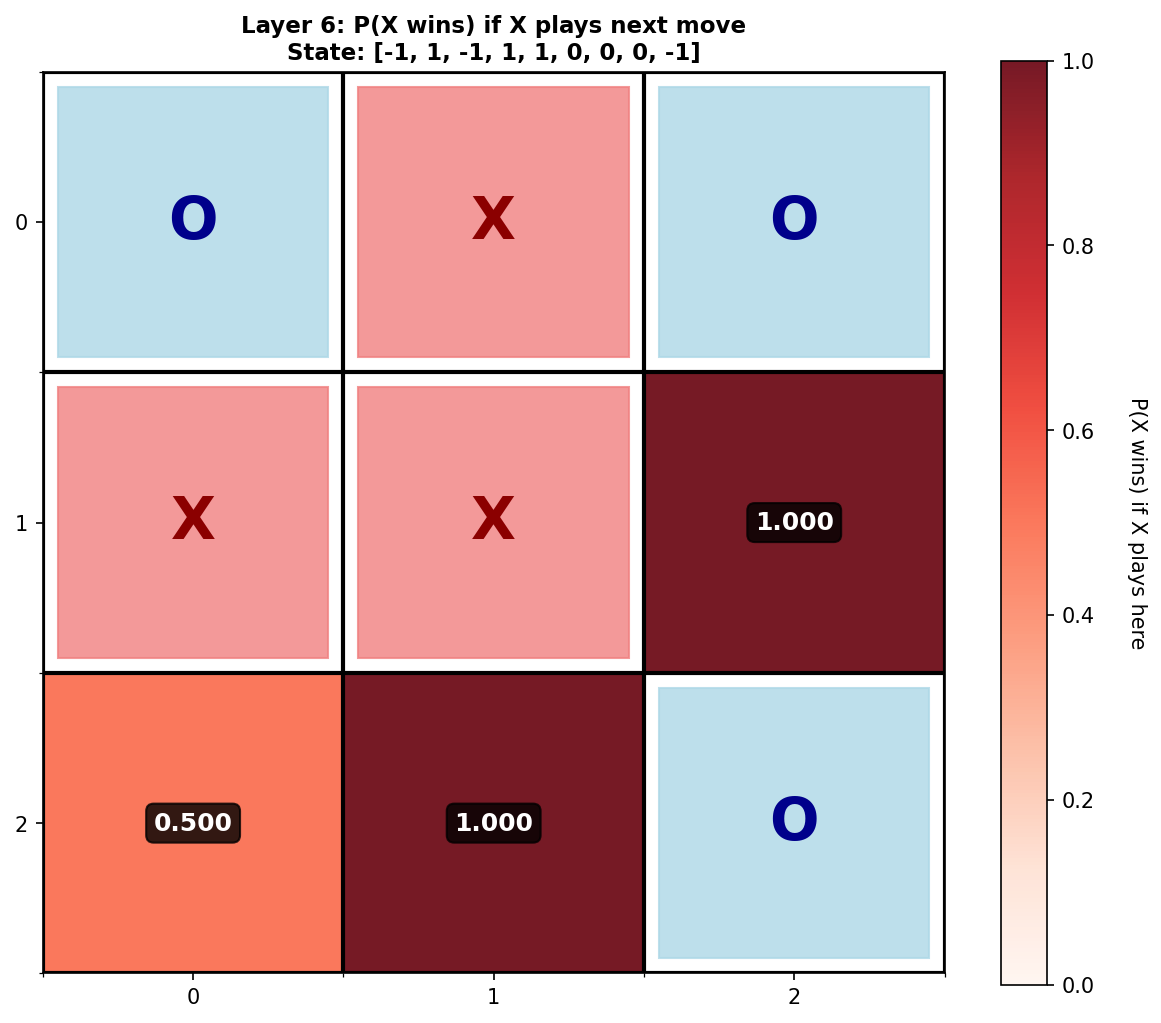 Layer 6: P(X wins) if X plays next move
State: [-1, 1, -1, 1, 1, 0, 0, 0, -1]
0
O
X
O
1
X
X
1.000
2
0.500
1.000
O
0
1
2
1.0
0.8
0.6
0.4
0.2
0.0
P(X wins) if X plays here